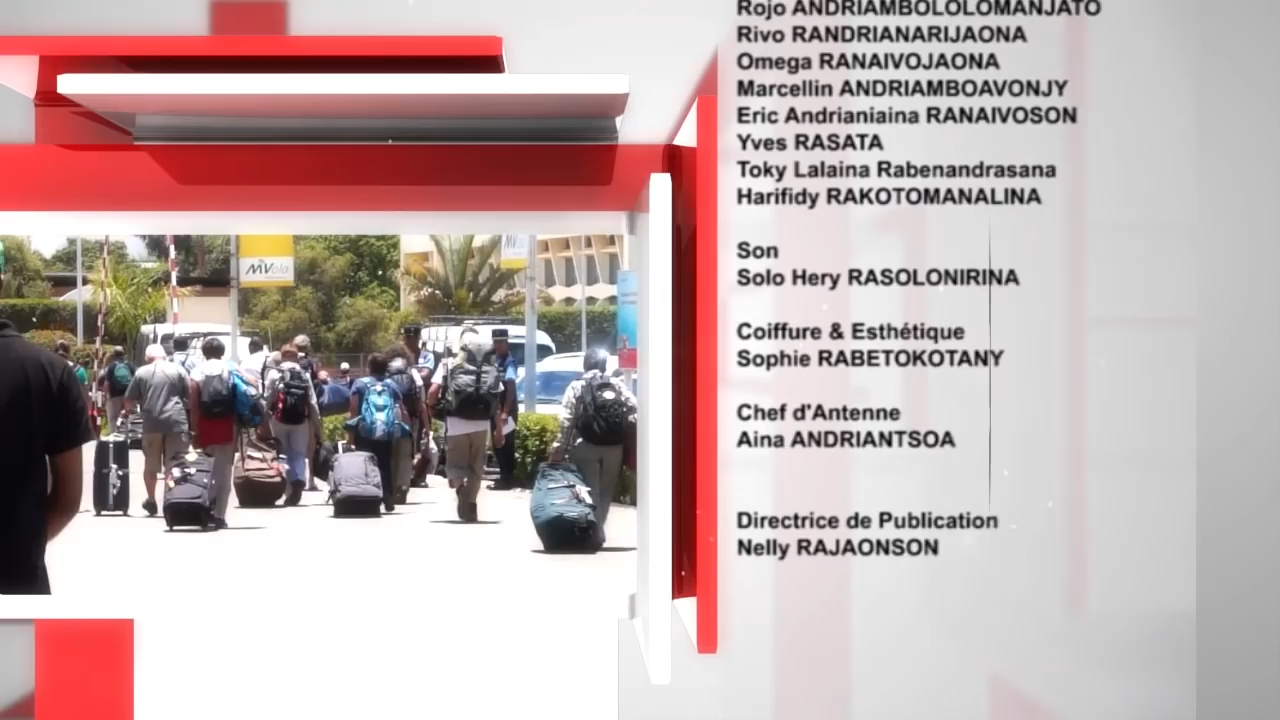 Rojo ANDRIAMBOLOLOMANJATO
Rivo RANDRIANARIJAONA
Omega RANAIVOJAONA
Marcellin ANDRIAMBOAVONJY
Eric Andrianiaina RANAIVOSON
Yves RASATA
Toky Lalaina Rabenandrasana
Harifidy RAKOTOMANALINA
Son
Solo Hery RASOLONIRINA
Coiffure & Esthétique
Sophie RABETOKOTANY
Chef d'Antenne
Aina ANDRIANTSOA
Directrice de Publication
Nelly RAJAONSON
MVola
MV